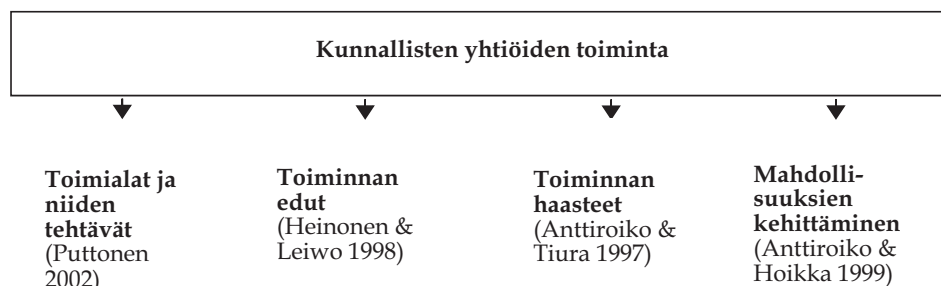 Kunnallisten yhtiöiden toiminta
Toimialat ja
niiden
tehtävät
(Puttonen
2002)
Toiminnan
edut
(Heinonen &
Leiwo 1998)
Toiminnan
haasteet
(Anttiroiko &
Tiura 1997)
Mahdolli-
suuksien
kehittäminen
(Anttiroiko &
Hoikka 1999)